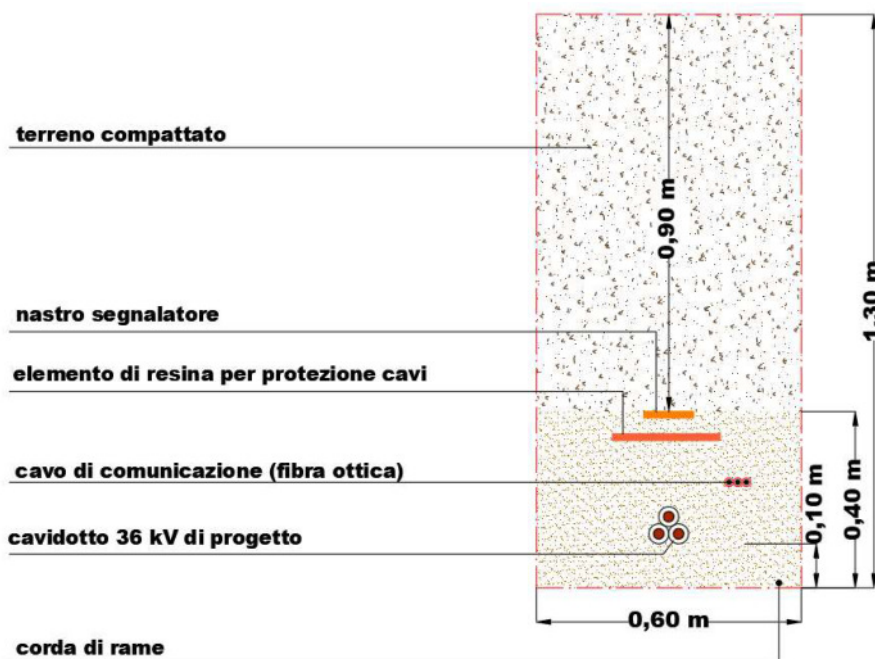 terreno compattato
0,90 m
1,30 m
nastro segnalatore
elemento di resina per protezione cavi
cavo di comunicazione (fibra ottica)
0,10 m
0,40 m
cavidotto 36 kV di progetto
0,60 m
corda di rame